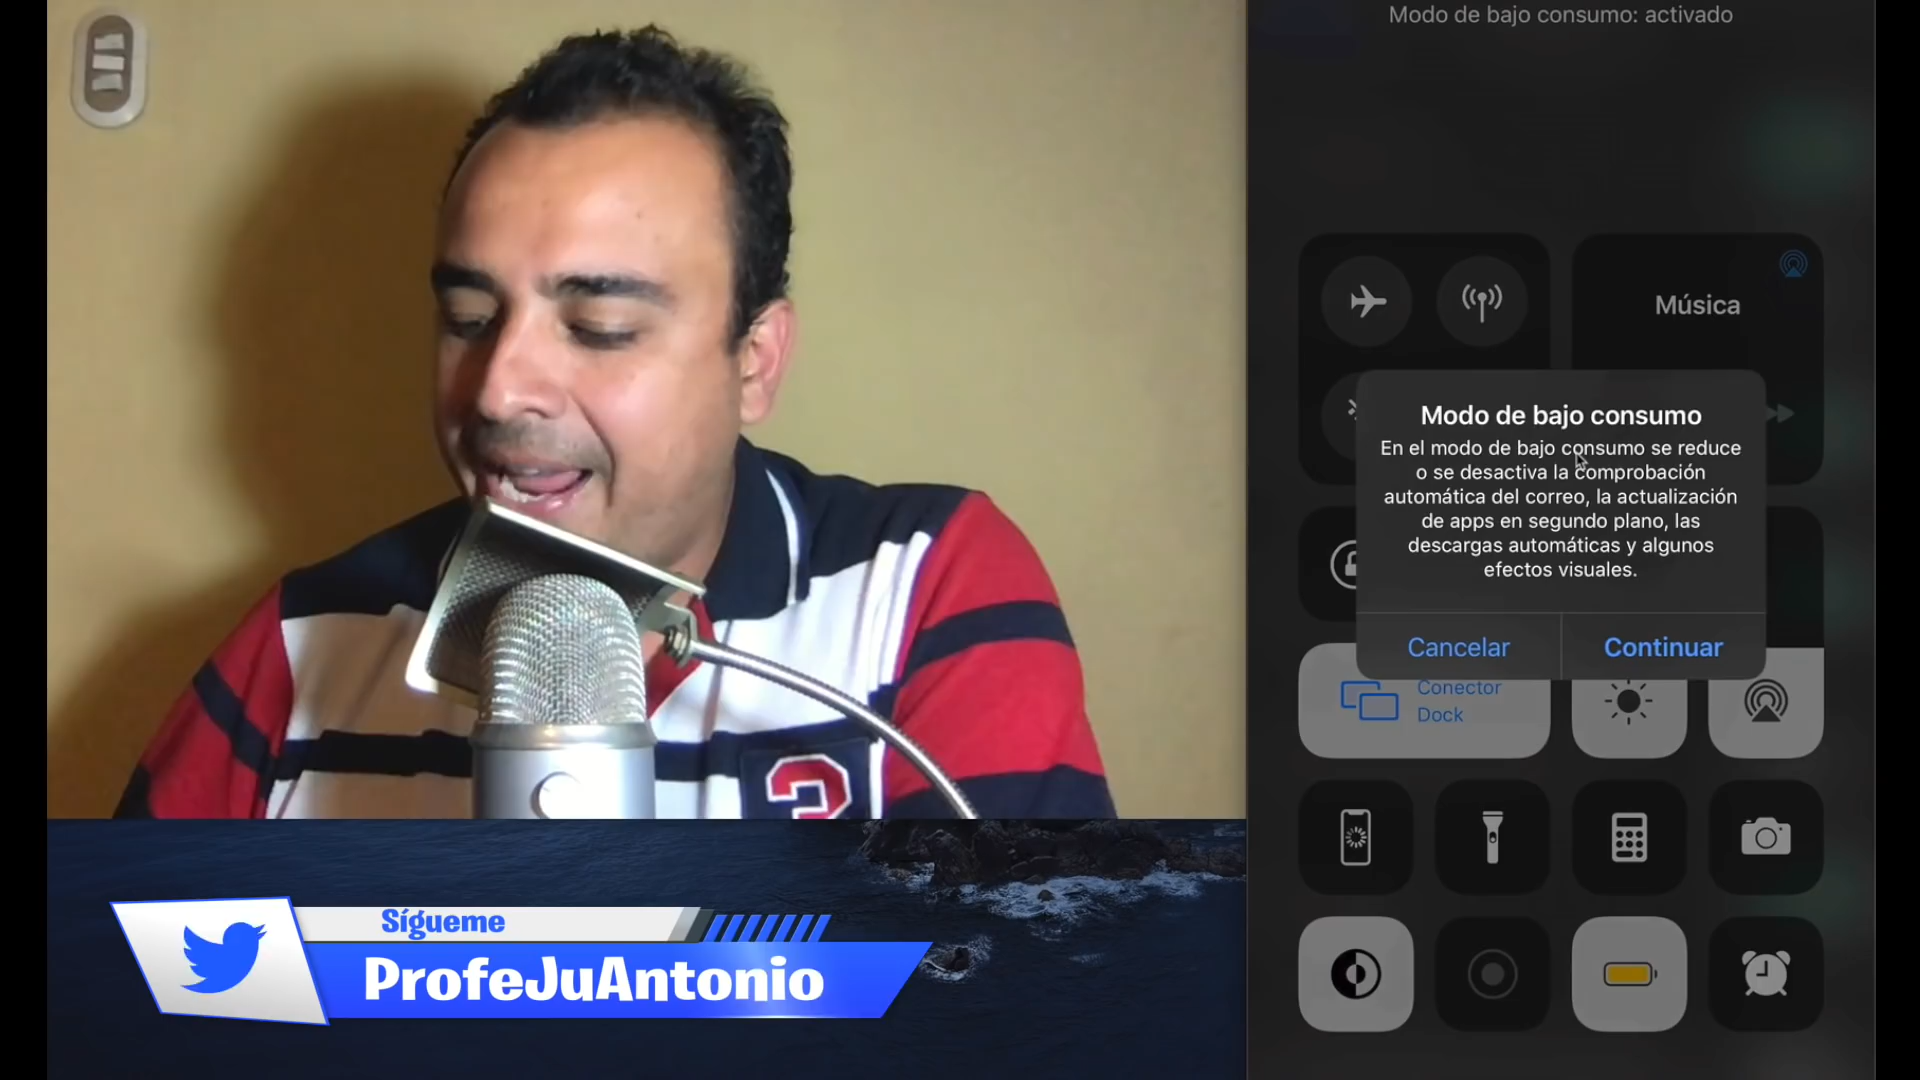 Modo de bajo consumo: activado
Música
Modo de bajo consumo
En el modo de bajo consumo se reduce
o se desactiva la comprobación
automática del correo, la actualización
de apps en segundo plano, las
descargas automáticas y algunos
efectos visuales.
Cancelar
Continuar
Conector
Dock
3
Sígueme
ProfeJuAntonio